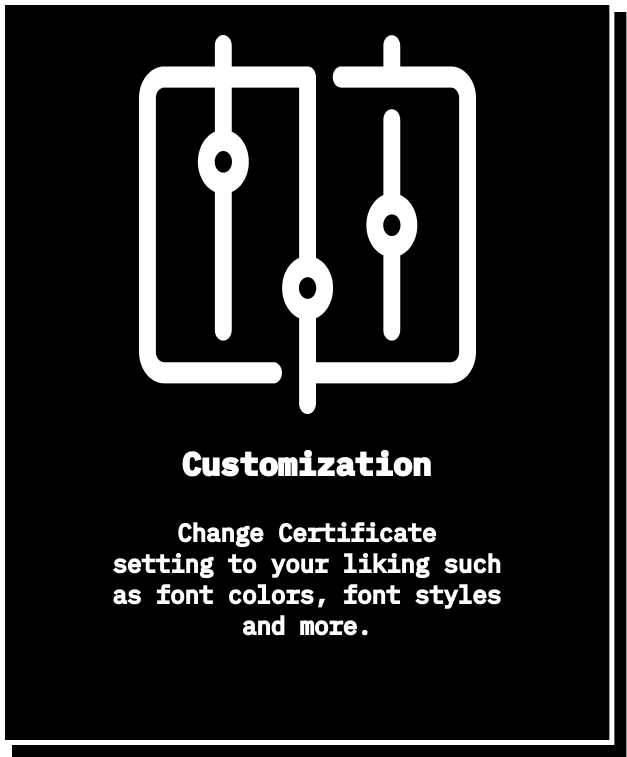 Customization
Change Certificate
setting to your liking such
as font colors, font styles
and more.